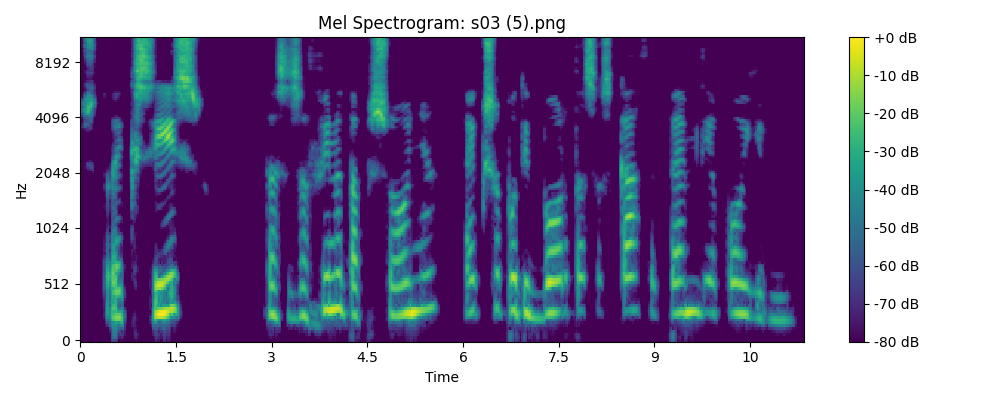 Mel Spectrogram: s03 (5).png
Hz
8192
4096
2048
1024
512
0
0 1.5 3 4.5 6 7.5 9 10
Time
+0 dB
-10 dB
-20 dB
-30 dB
-40 dB
-50 dB
-60 dB
-70 dB
-80 dB